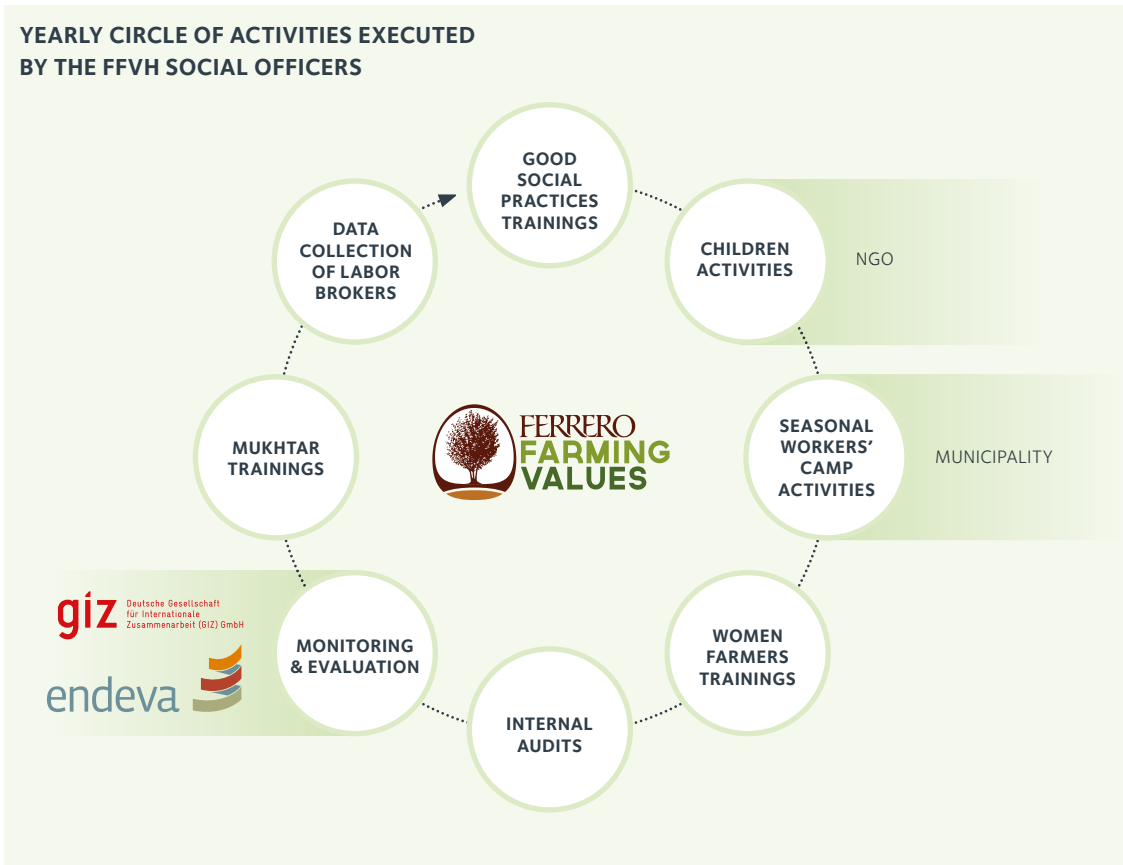 YEARLY CIRCLE OF ACTIVITIES EXECUTED
BY THE FFVH SOCIAL OFFICERS
GOOD
SOCIAL
PRACTICES
TRAININGS
CHILDREN
ACTIVITIES
NGO
SEASONAL
WORKERS’
CAMP
ACTIVITIES
MUNICIPALITY
WOMEN
FARMERS
TRAININGS
INTERNAL
AUDITS
MONITORING
& EVALUATION
giz
Deutsche Gesellschaft
für Internationale
Zusammenarbeit (GIZ) GmbH
endeva
MUKHTAR
TRAININGS
DATA
COLLECTION
OF LABOR
BROKERS
FERRERO
FARMING
VALUES